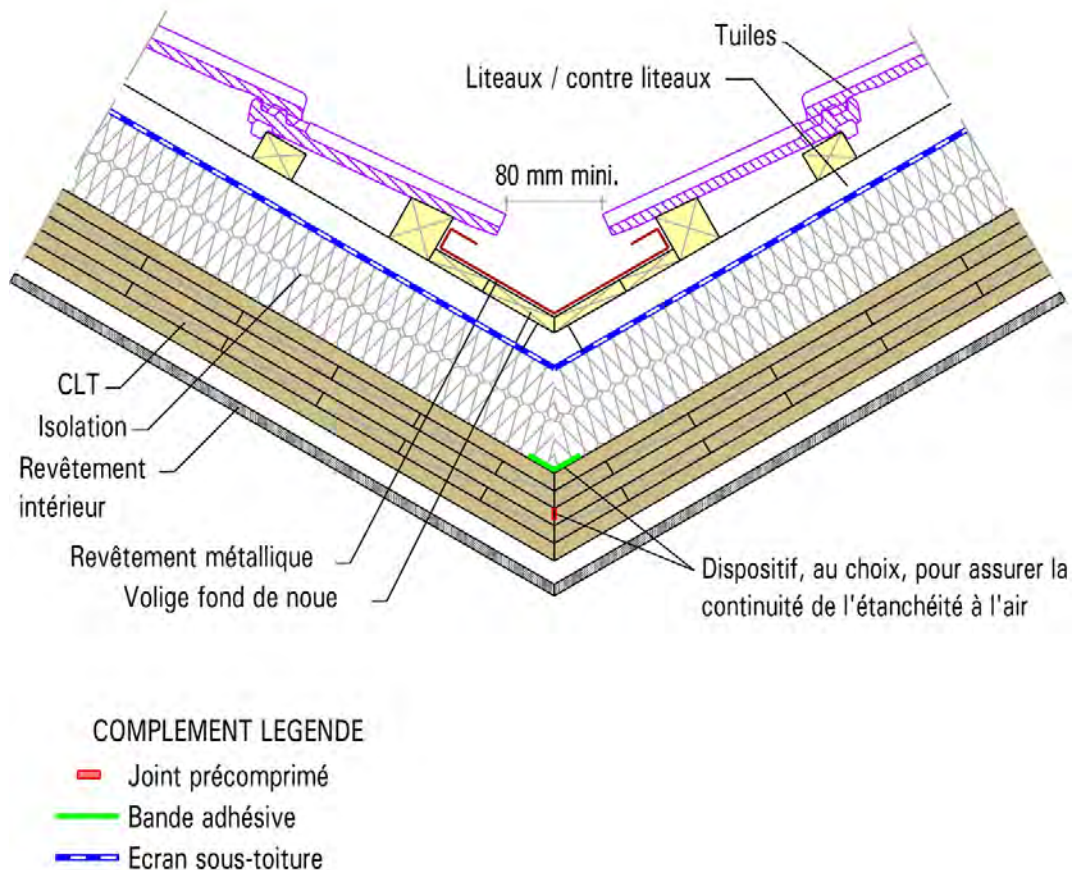 Tuiles
Liteaux / contre liteaux
80 mm mini.
CLT
Isolation
Revêtement
intérieur
Revêtement métallique
Volige fond de noue
Dispositif, au choix, pour assurer la
continuité de l'étanchéité à l'air
COMPLEMENT LEGENDE
Joint précomprimé
Bande adhésive
Ecran sous-toiture